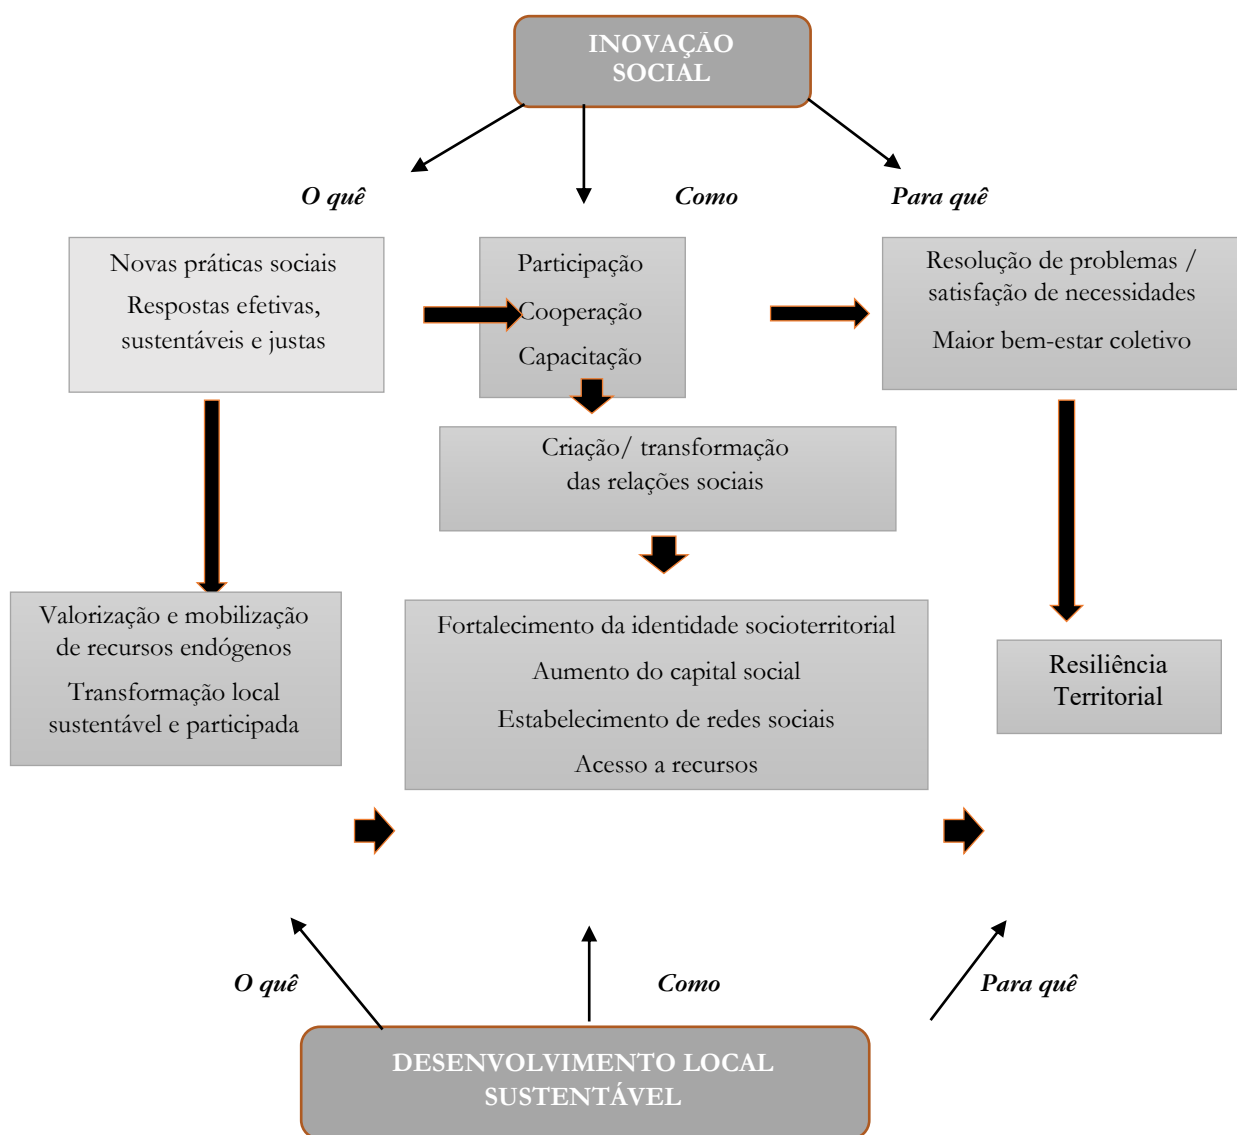 INOVAÇÃO
SOCIAL
O quê
Como
Para quê
Novas práticas sociais
Respostas efetivas,
sustentáveis e justas
Participação
Cooperação
Capacitação
Resolução de problemas /
satisfação de necessidades
Maior bem-estar coletivo
Criação/ transformação
das relações sociais
Valorização e mobilização
de recursos endógenos
Transformação local
sustentável e participada
Fortalecimento da identidade socioterritorial
Aumento do capital social
Estabelecimento de redes sociais
Acesso a recursos
Resiliência
Territorial
O quê
Como
Para quê
DESENVOLVIMENTO LOCAL
SUSTENTÁVEL